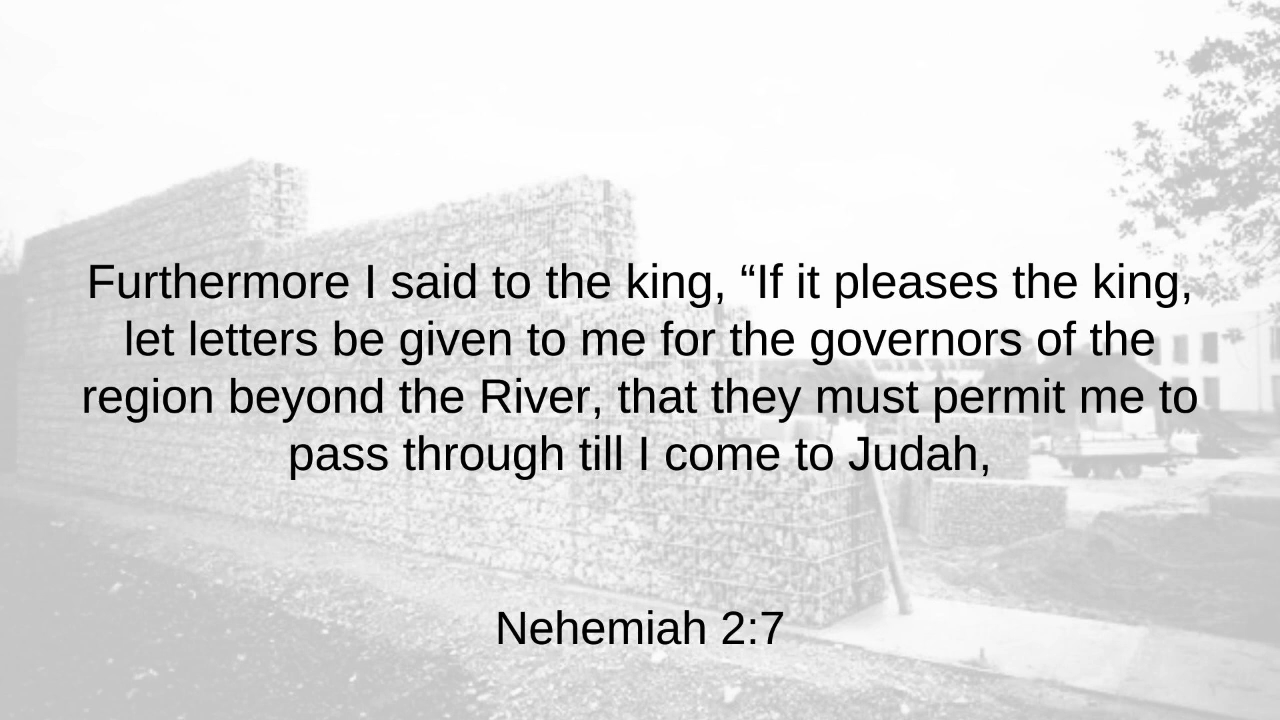 Furthermore I said to the king, “If it pleases the king,
let letters be given to me for the governors of the
region beyond the River, that they must permit me to
pass through till I come to Judah,
Nehemiah 2:7